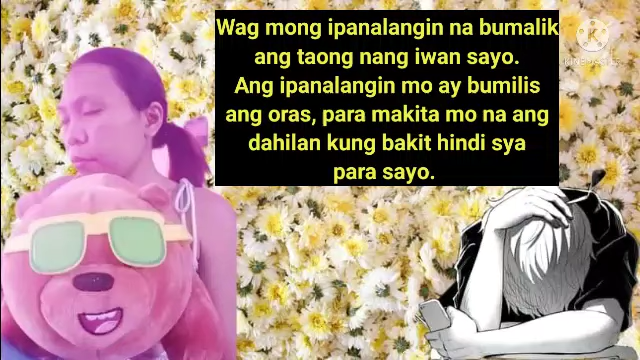 Wag mong ipanalangin na bumalik
ang taong nang iwan sayo.
Ang ipanalangin mo ay bumilis
ang oras, para makita mo na ang
dahilan kung bakit hindi sya
para sayo.